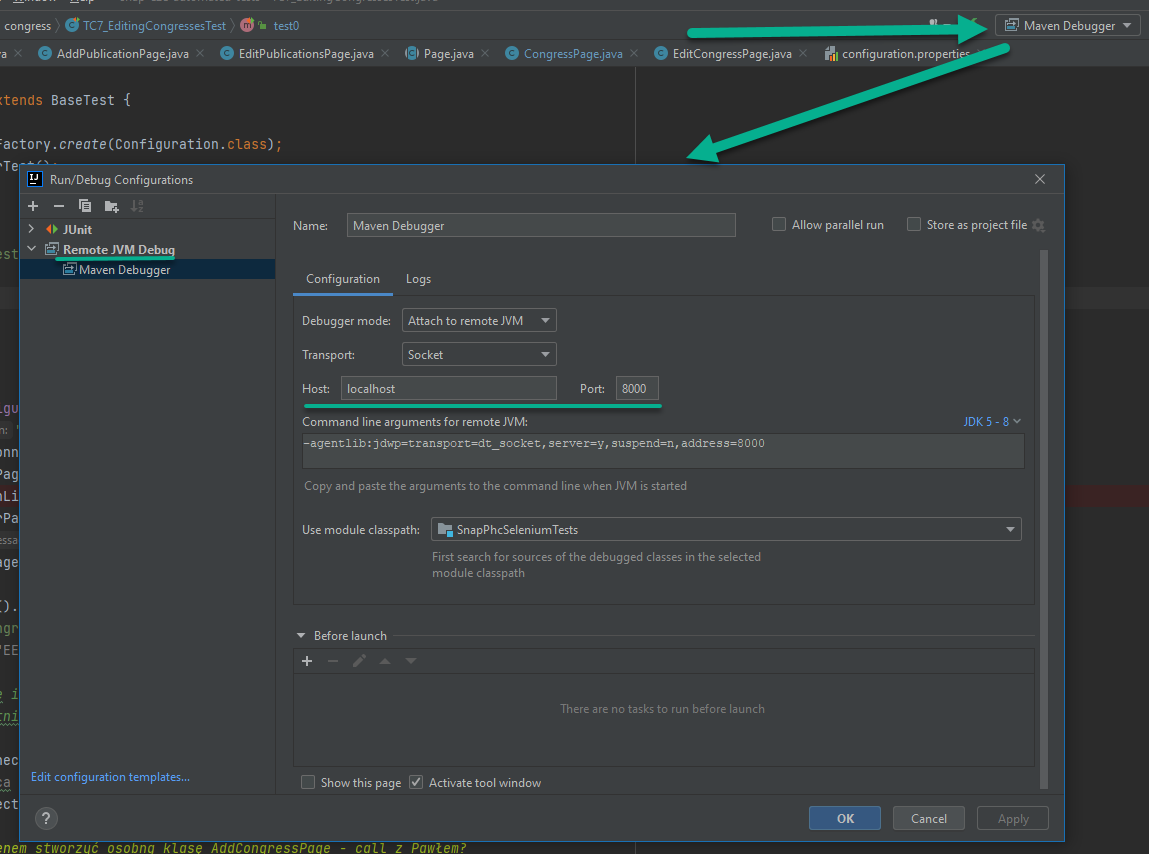 congress TC7_EditingCongressesTest test0 Maven Debugger
AddPublicationPage.java EditPublicationsPage.java Page.java CongressPage.java EditCongressPage.java configuration.properties
xtends BaseTest {
Factory.create(Configuration.class);
rTest();
Run/Debug Configurations
JUnit
Remote JVM Debug
Maven Debugger
Name: Maven Debugger Allow parallel run Store as project file
Configuration Logs
Debugger mode: Attach to remote JVM
Transport: Socket
Host: localhost Port: 8000
Command line arguments for remote JVM: JDK 5 - 8
-agentlib:jdwp=transport=dt_socket,server=y,suspend=n,address=8000
Copy and paste the arguments to the command line when JVM is started
Use module classpath: SnapPhcSeleniumTests
First search for sources of the debugged classes in the selected
module classpath
Before launch
There are no tasks to run before launch
Show this page Activate tool window
Edit configuration templates...
? OK Cancel Apply
enem stworzyć osobną klasę AddCongressPage - call z Pawłem?